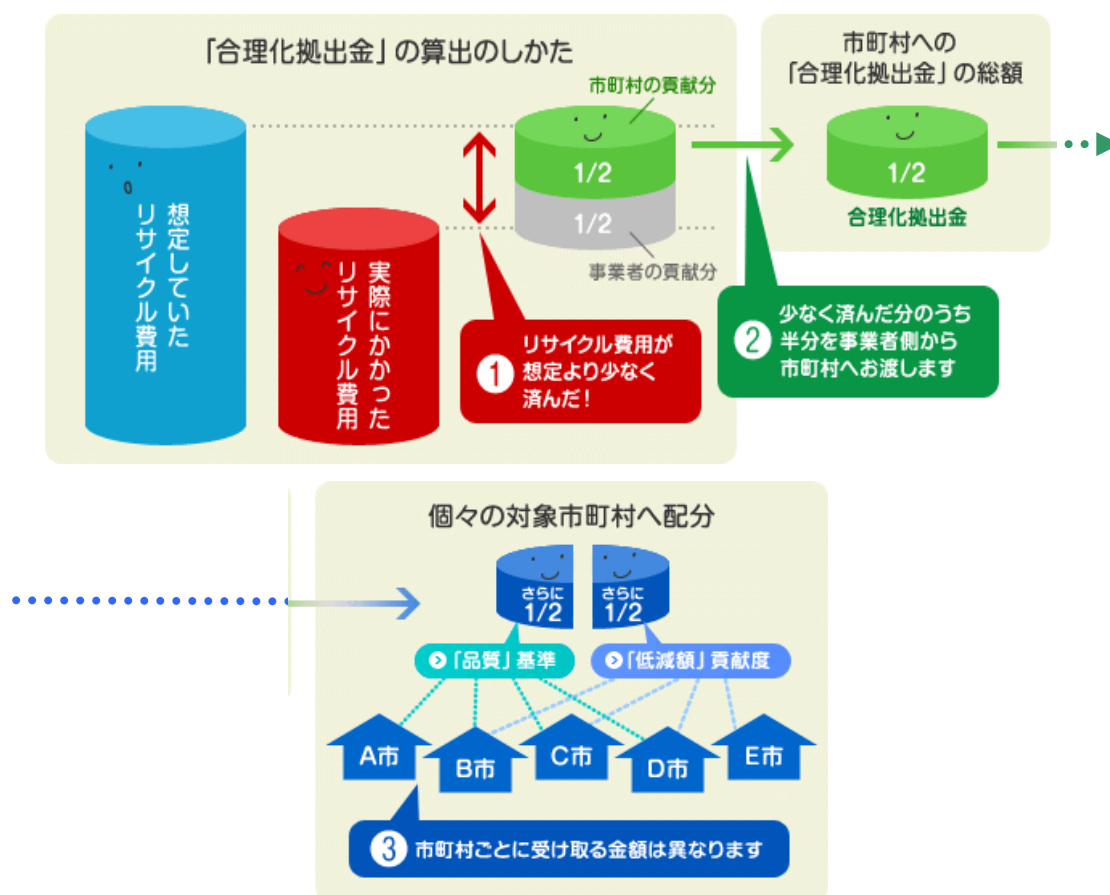 「合理化拠出金」の算出のしかた
市町村の貢献分
1/2
1/2
事業者の貢献分
想定していた
リサイクル費用
実際にかかった
リサイクル費用
1
リサイクル費用が
想定より少なく
済んだ！
市町村への
「合理化拠出金」の総額
1/2
合理化拠出金
2
少なく済んだ分のうち
半分を事業者側から
市町村へお渡しします
個々の対象市町村へ配分
さらに
1/2
さらに
1/2
「品質」基準
「低減額」貢献度
A市
B市
C市
D市
E市
3
市町村ごとに受け取る金額は異なります